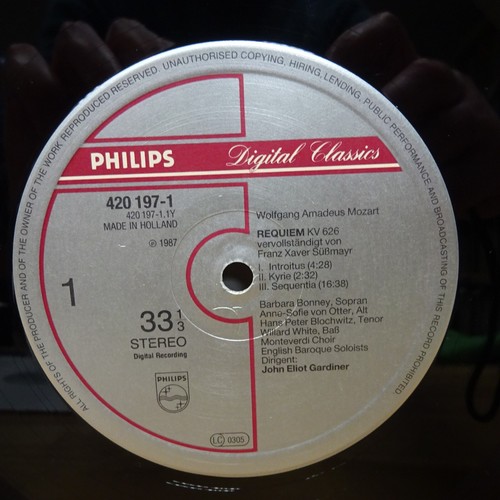 ALL RIGHTS OF THE PRODUCER AND OF THE OWNER OF THE WORK REPRODUCED RESERVED. UNAUTHORISED COPYING, HIRING, LENDING, PUBLIC PERFORMANCE AND BROADCASTING OF THIS RECORD PROHIBITED.
PHILIPS Digital Classics
420 197-1
420 197-1.1Y
MADE IN HOLLAND
℗ 1987
1
33 1/3
STEREO
Digital Recording
PHILIPS
Wolfgang Amadeus Mozart
REQUIEM KV 626
vervollständigt von
Franz Xaver Süßmayr
I. Introitus (4:28)
II. Kyrie (2:32)
III. Sequentia (16:38)
Barbara Bonney, Sopran
Anne-Sofie von Otter, Alt
Hans Peter Blochwitz, Tenor
Willard White, Baß
Monteverdi Choir
English Baroque Soloists
Dirigent:
John Eliot Gardiner
LC 0305